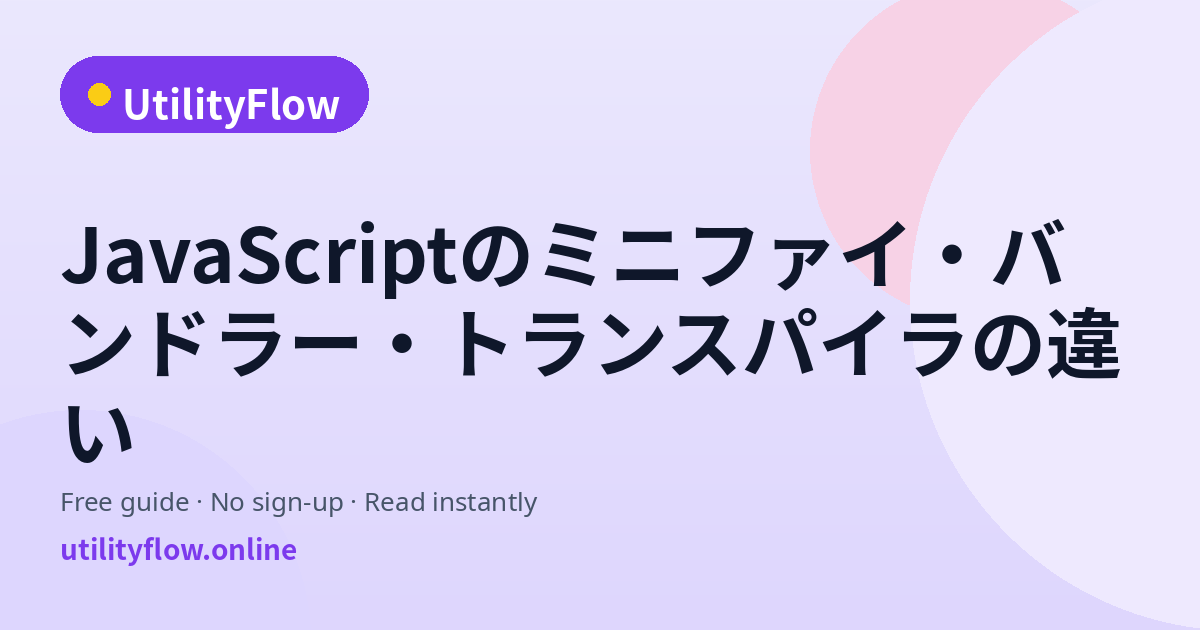 UtilityFlow
JavaScriptのミニファイ・バ
ンドラー・トランスパイラの違
い
Free guide · No sign-up · Read instantly
utilityflow.online